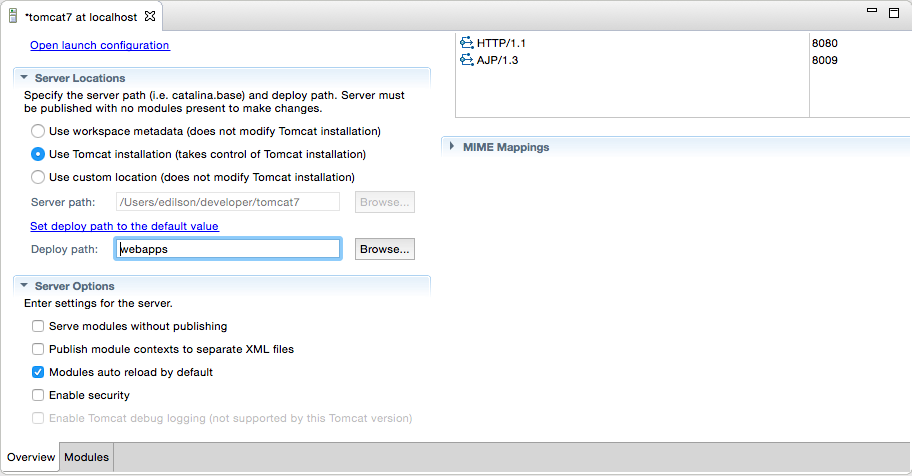 *tomcat7 at localhost
Open launch configuration
Server Locations
Specify the server path (i.e. catalina.base) and deploy path. Server must
be published with no modules present to make changes.
Use workspace metadata (does not modify Tomcat installation)
Use Tomcat installation (takes control of Tomcat installation)
Use custom location (does not modify Tomcat installation)
Server path: /Users/edilson/developer/tomcat7 Browse...
Set deploy path to the default value
Deploy path: webapps Browse...
Server Options
Enter settings for the server.
Serve modules without publishing
Publish module contexts to separate XML files
Modules auto reload by default
Enable security
Enable Tomcat debug logging (not supported by this Tomcat version)
HTTP/1.1 8080
AJP/1.3 8009
MIME Mappings
Overview Modules